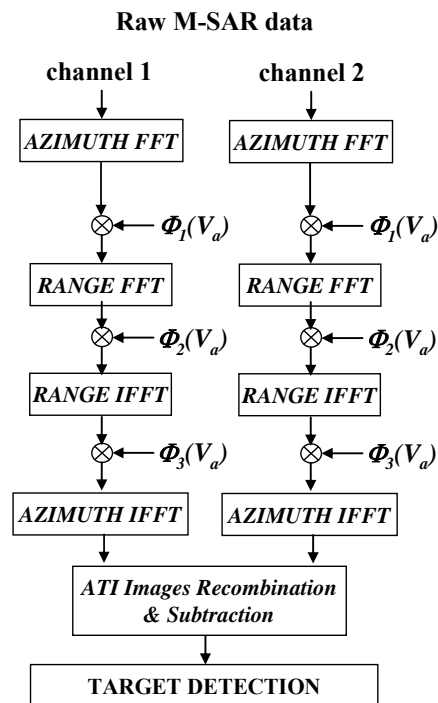 Raw M-SAR data
channel 1 channel 2
AZIMUTH FFT AZIMUTH FFT
Φ1(Va) Φ1(Va)
RANGE FFT RANGE FFT
Φ2(Va) Φ2(Va)
RANGE IFFT RANGE IFFT
Φ3(Va) Φ3(Va)
AZIMUTH IFFT AZIMUTH IFFT
ATI Images Recombination
& Subtraction
TARGET DETECTION